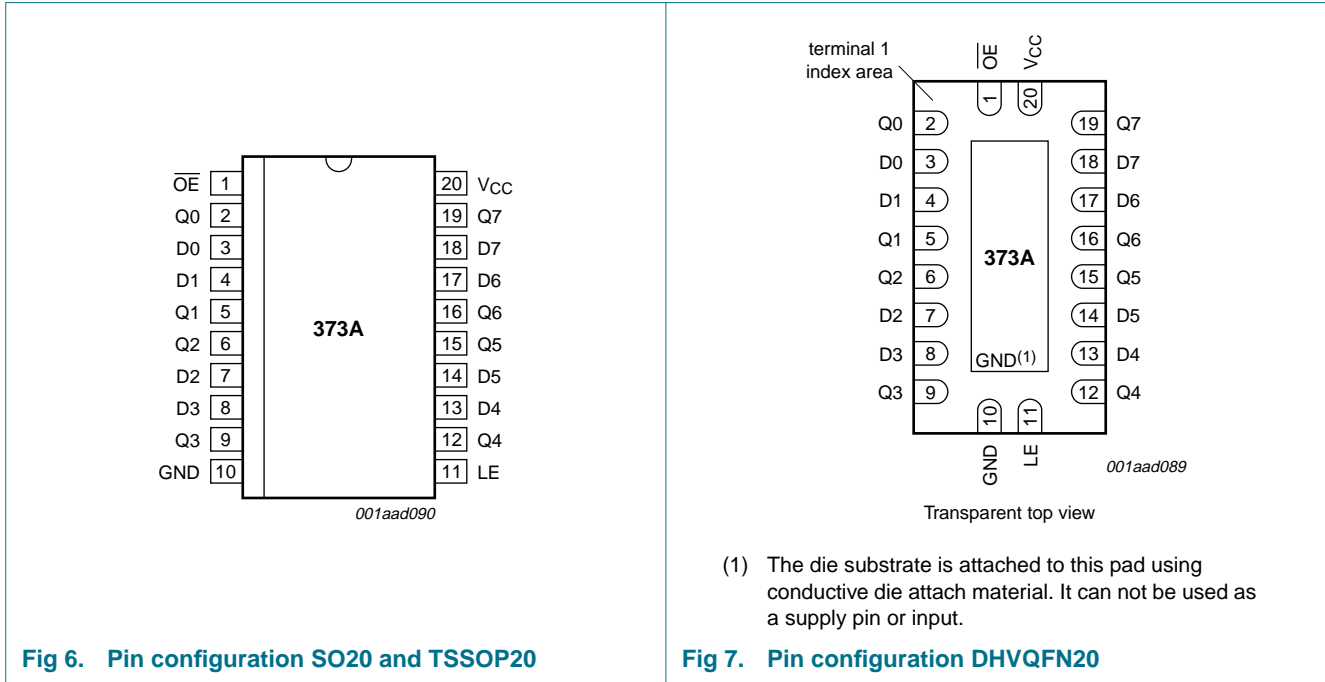 OE 1
Q0 2
D0 3
D1 4
Q1 5
Q2 6
D2 7
D3 8
Q3 9
GND 10
373A
20 VCC
19 Q7
18 D7
17 D6
16 Q6
15 Q5
14 D5
13 D4
12 Q4
11 LE
001aad090
Fig 6. Pin configuration SO20 and TSSOP20
terminal 1
index area
OE
VCC
1
20
Q0 2
D0 3
D1 4
Q1 5
Q2 6
D2 7
D3 8
Q3 9
373A
GND(1)
19 Q7
18 D7
17 D6
16 Q6
15 Q5
14 D5
13 D4
12 Q4
10
11
GND
LE
001aad089
Transparent top view
(1) The die substrate is attached to this pad using
conductive die attach material. It can not be used as
a supply pin or input.
Fig 7. Pin configuration DHVQFN20